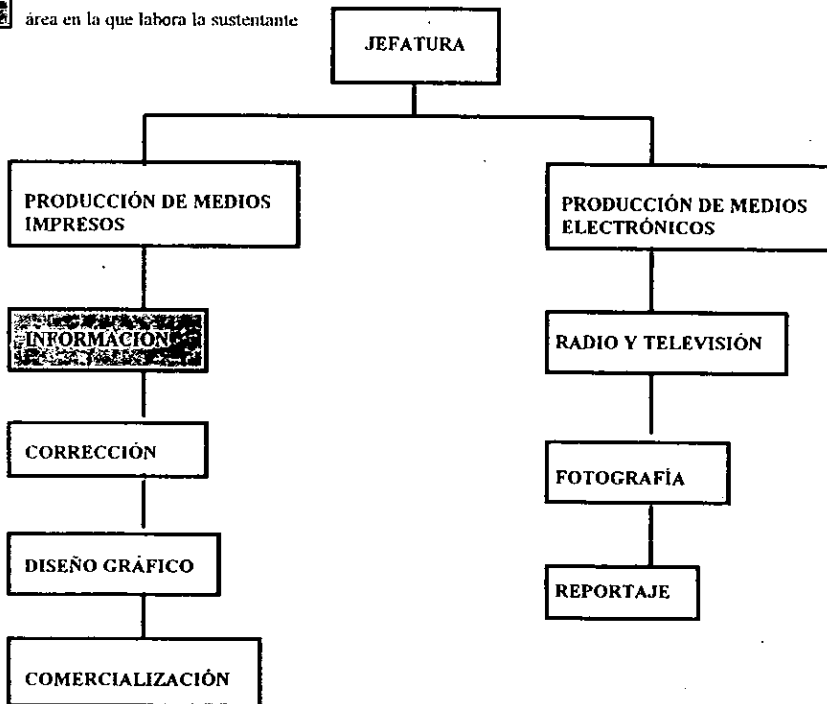 área en la que labora la sustentante
JEFATURA
PRODUCCIÓN DE MEDIOS
IMPRESOS
INFORMACION
CORRECCIÓN
DISEÑO GRÁFICO
COMERCIALIZACIÓN
PRODUCCIÓN DE MEDIOS
ELECTRÓNICOS
RADIO Y TELEVISIÓN
FOTOGRAFÍA
REPORTAJE